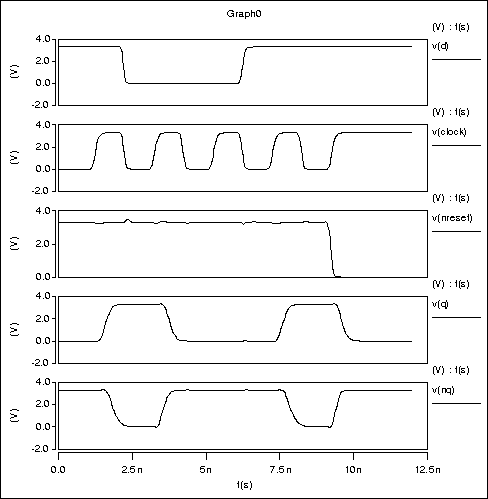 Graph0
(V) : t(s)
4.0
v(d)
2.0
(V)
0.0
-2.0
(V) : t(s)
4.0
v(clock)
2.0
(V)
0.0
-2.0
(V) : t(s)
4.0
v(nreset)
2.0
(V)
0.0
(V) : t(s)
4.0
v(q)
2.0
(V)
0.0
-2.0
(V) : t(s)
4.0
v(nq)
2.0
(V)
0.0
-2.0
0.0 2.5n 5n 7.5n 10n 12.5n
t(s)